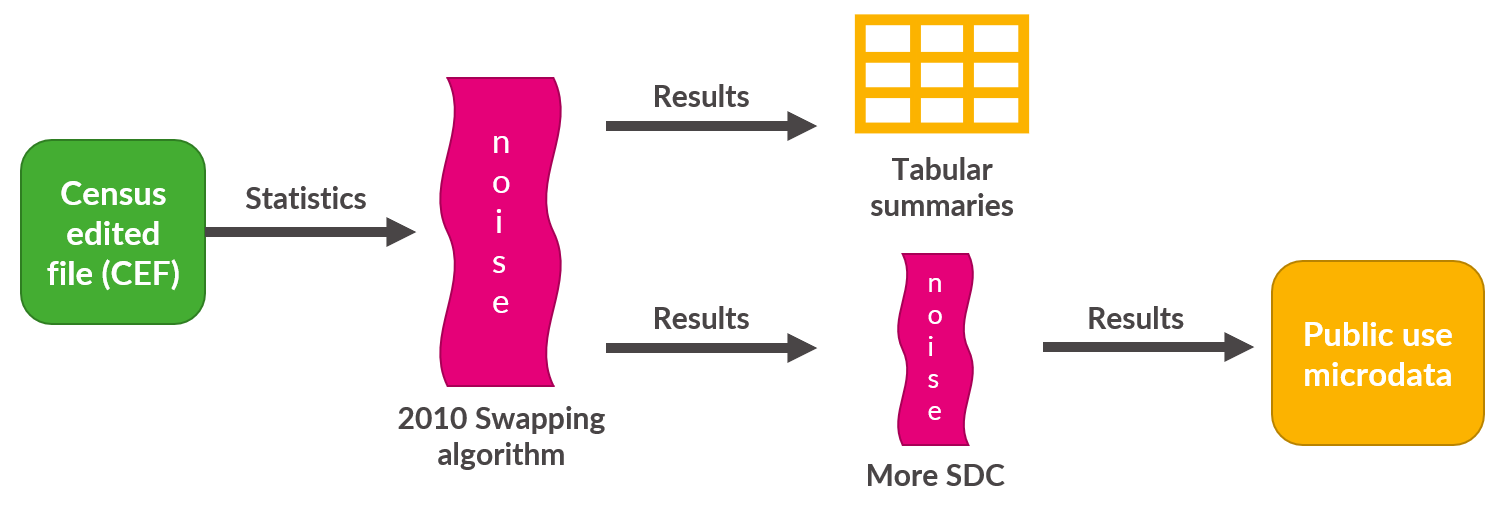 Census
edited
file (CEF)
Statistics
n
o
i
s
e
2010 Swapping
algorithm
Results
Tabular
summaries
Results
n
o
i
s
e
More SDC
Results
Public use
microdata